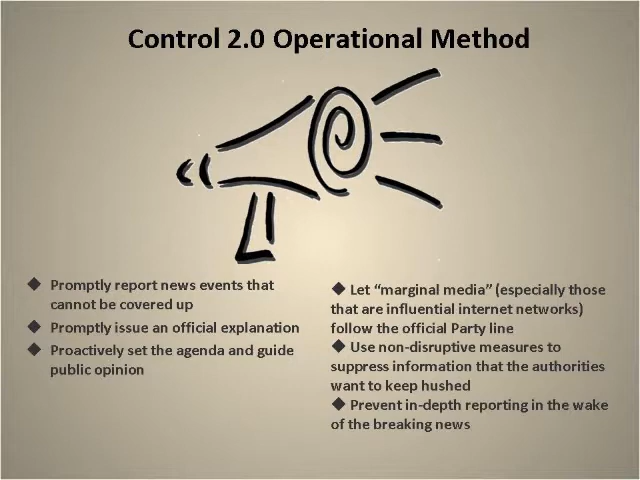 Control 2.0 Operational Method
◆ Promptly report news events that
cannot be covered up
◆ Promptly issue an official explanation
◆ Proactively set the agenda and guide
public opinion
◆ Let “marginal media” (especially those
that are influential internet networks)
follow the official Party line
◆ Use non-disruptive measures to
suppress information that the authorities
want to keep hushed
◆ Prevent in-depth reporting in the wake
of the breaking news